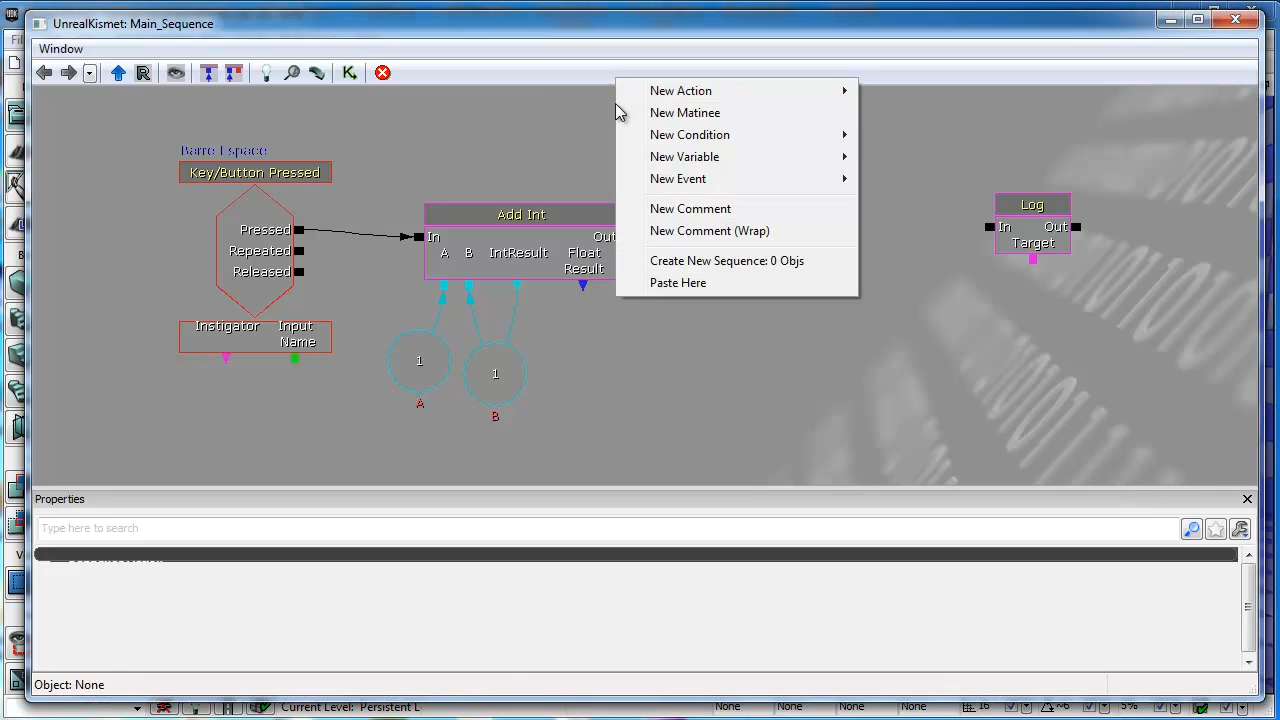 UnrealKismet: Main_Sequence
Window
New Action
New Matinee
New Condition
New Variable
New Event
New Comment
New Comment (Wrap)
Create New Sequence: 0 Objs
Paste Here
Barre Espace
Key/Button Pressed
Pressed
Repeated
Released
Instigator Input
Name
Add Int
In Out
A B IntResult Float
Result
1
A
1
B
Log
In Out
Target
Properties
Type here to search
Object: None
Current Level: Persistent L
None None None None 16 6 5%